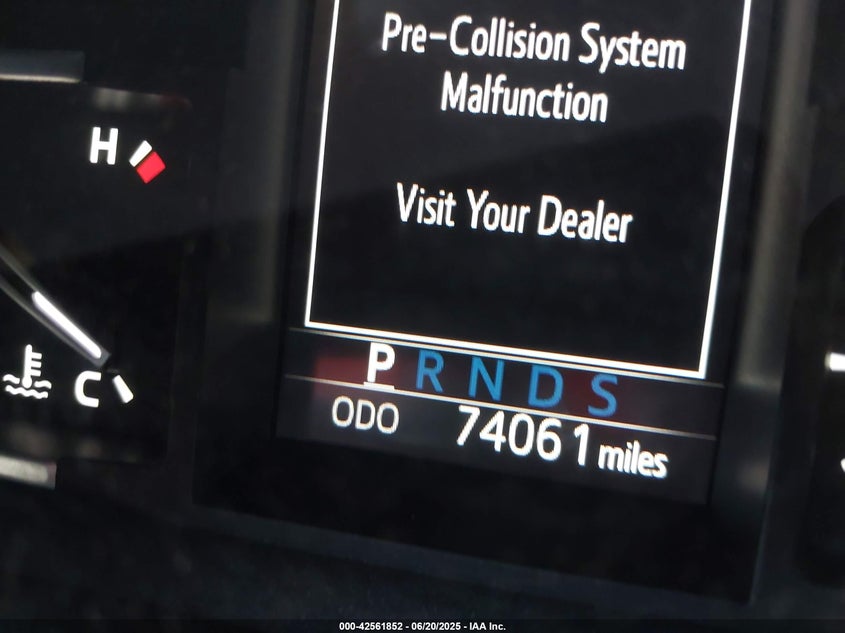 Pre-Collision System
Malfunction
Visit Your Dealer
H
C
P R N D S
ODO 74061 miles
000-42561852 - 06/20/2025 - IAA Inc.